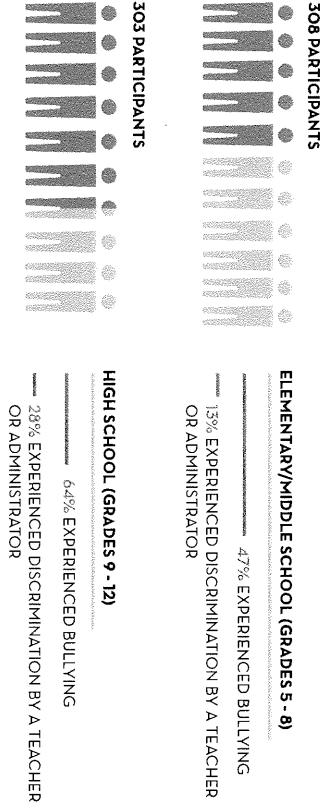 308 PARTICIPANTS
ELEMENTARY/MIDDLE SCHOOL (GRADES 5 - 8)
47% EXPERIENCED BULLYING
13% EXPERIENCED DISCRIMINATION BY A TEACHER
OR ADMINISTRATOR
303 PARTICIPANTS
HIGH SCHOOL (GRADES 9 - 12)
64% EXPERIENCED BULLYING
28% EXPERIENCED DISCRIMINATION BY A TEACHER
OR ADMINISTRATOR